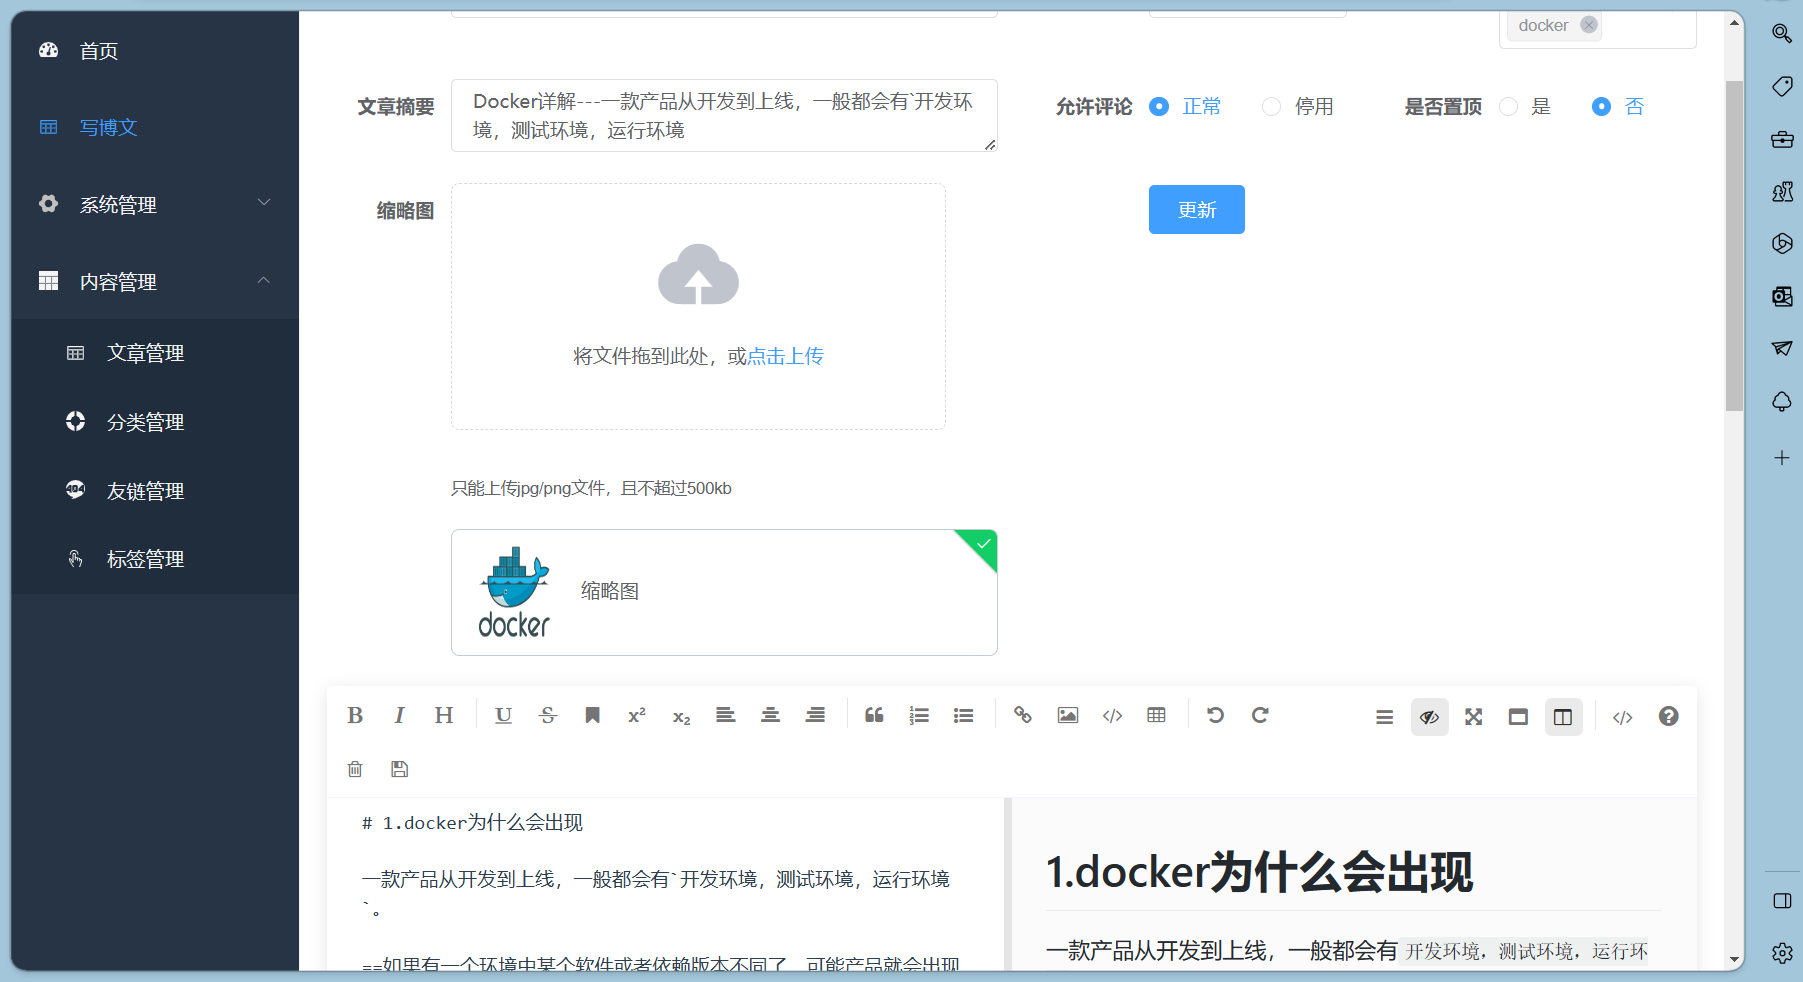 首页
写博文
系统管理
内容管理
文章管理
分类管理
友链管理
标签管理
docker
文章摘要
Docker详解---一款产品从开发到上线，一般都会有`开发环
境，测试环境，运行环境
允许评论
正常
停用
是否置顶
是
否
缩略图
更新
将文件拖到此处，或点击上传
只能上传jpg/png文件，且不超过500kb
docker
缩略图
# 1.docker为什么会出现
一款产品从开发到上线，一般都会有`开发环境，测试环境，运行环境
`。
==如果有一个环境中某个软件或者依赖版本不同了，可能产品就会出现
1.docker为什么会出现
一款产品从开发到上线，一般都会有 开发环境，测试环境，运行环